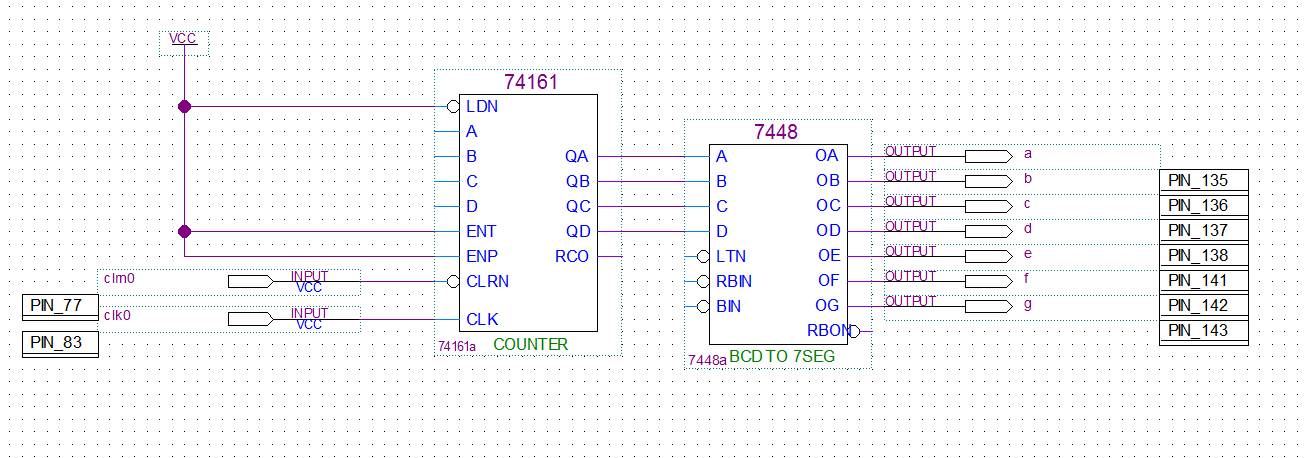 VCC
74161
LDN
A
B
C
D
ENT
ENP
CLRN
CLK
QA
QB
QC
QD
RCO
74161a
COUNTER
clrn0
INPUT
VCC
PIN_77
clk0
INPUT
VCC
PIN_83
7448
A
B
C
D
LTN
RBIN
BIN
OA
OB
OC
OD
OE
OF
OG
RBON
7448a
BCD TO 7SEG
OUTPUT a
OUTPUT b
OUTPUT c
OUTPUT d
OUTPUT e
OUTPUT f
OUTPUT g
PIN_135
PIN_136
PIN_137
PIN_138
PIN_141
PIN_142
PIN_143